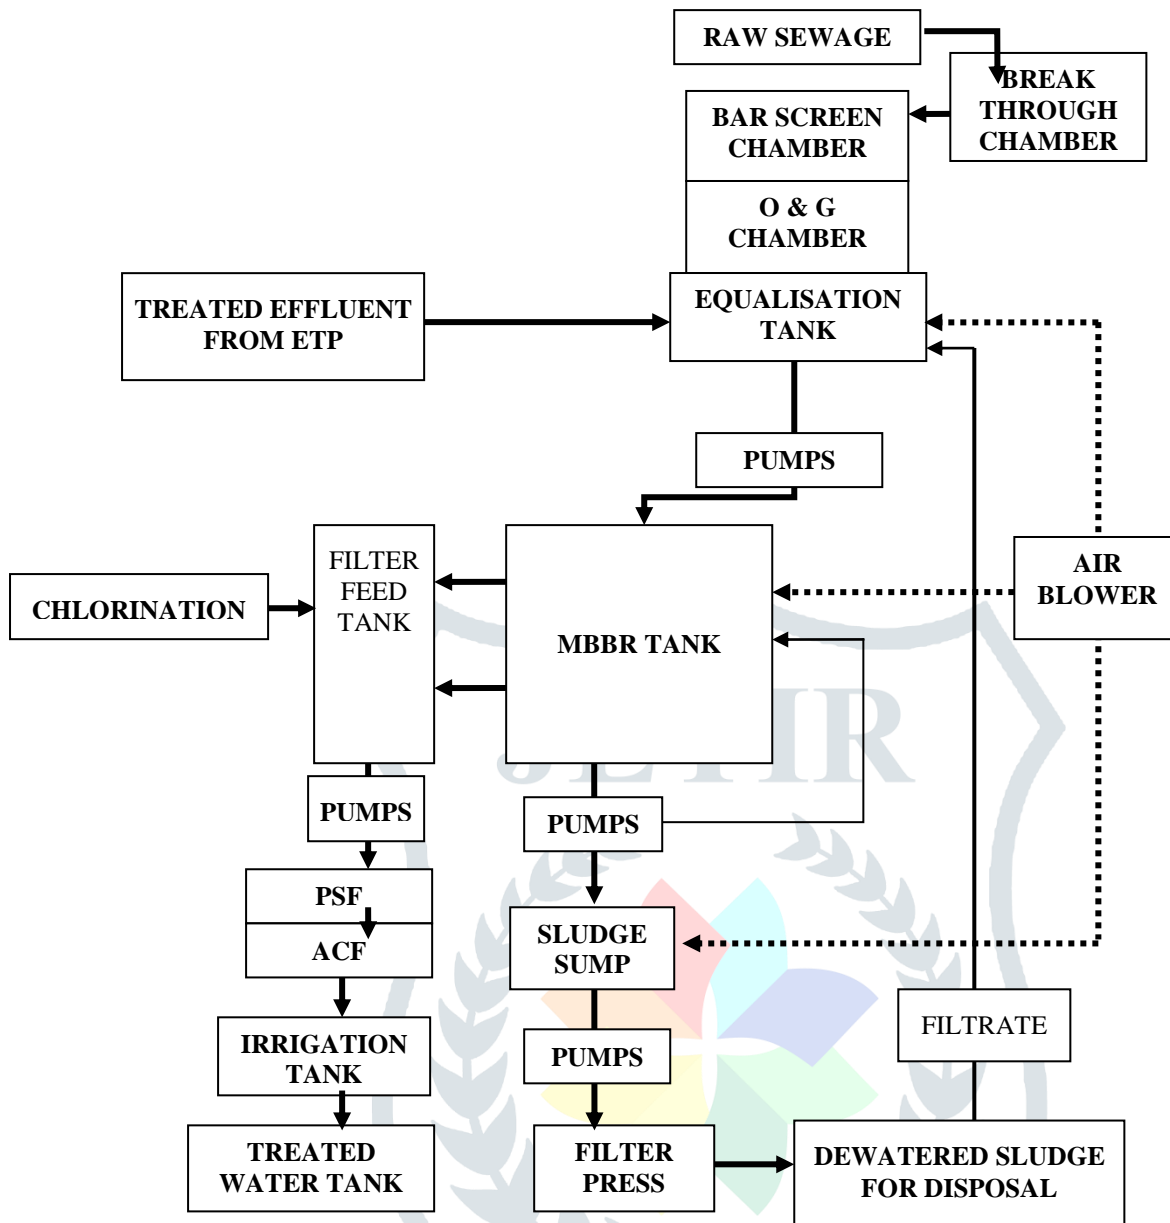 RAW SEWAGE
BREAK
THROUGH
CHAMBER
BAR SCREEN
CHAMBER
O & G
CHAMBER
TREATED EFFLUENT
FROM ETP
EQUALISATION
TANK
PUMPS
FILTER
FEED
TANK
CHLORINATION
MBBR TANK
AIR
BLOWER
JETIR
PUMPS
PUMPS
PSF
ACF
SLUDGE
SUMP
IRRIGATION
TANK
PUMPS
FILTRATE
TREATED
WATER TANK
FILTER
PRESS
DEWATERED SLUDGE
FOR DISPOSAL